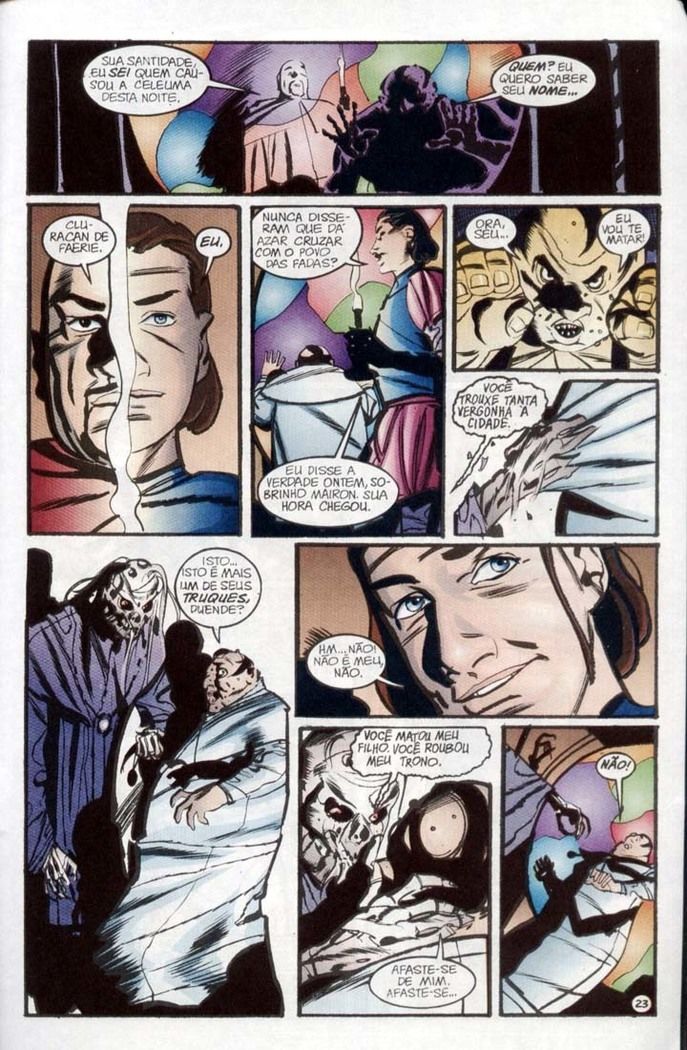 SUA SANTIDADE,
EU SEI QUEM CAU-
SOU A CELEUMA
DESTA NOITE.
QUEM? EU
QUERO SABER
SEU NOME...
CLU-
RACAN DE
FAERIE.
EU.
NUNCA DISSE-
RAM QUE DÁ
AZAR CRUZAR
COM O POVO
DAS FADAS?
EU DISSE A
VERDADE ONTEM, SO-
BRINHO MAIRON. SUA
HORA CHEGOU.
ORA,
SEU...
EU
VOU TE
MATAR!
VOCÊ
TROUXE TANTA
VERGONHA À
CIDADE.
ISTO...
ISTO É MAIS
UM DE SEUS
TRUQUES,
DUENDE?
HM...NÃO!
NÃO É MEU,
NÃO.
VOCÊ MATOU MEU
FILHO. VOCÊ ROUBOU
MEU TRONO.
AFASTE-SE
DE MIM.
AFASTE-SE...
NÃO!
23